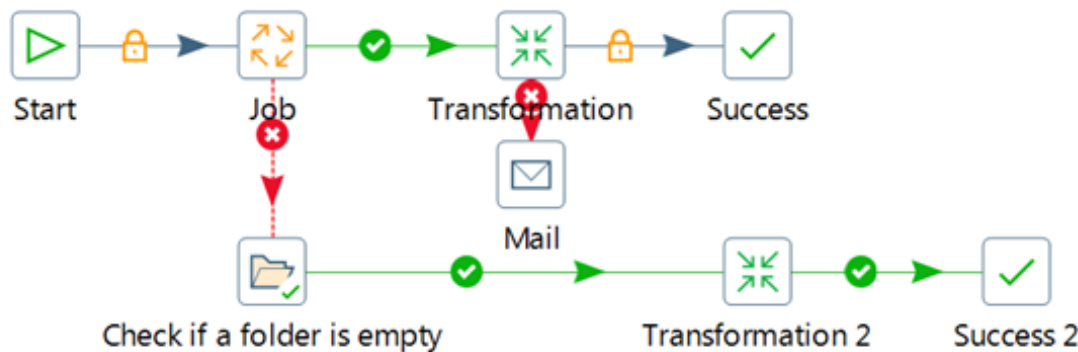 Start
Job
Transformation
Success
Mail
Check if a folder is empty
Transformation 2
Success 2